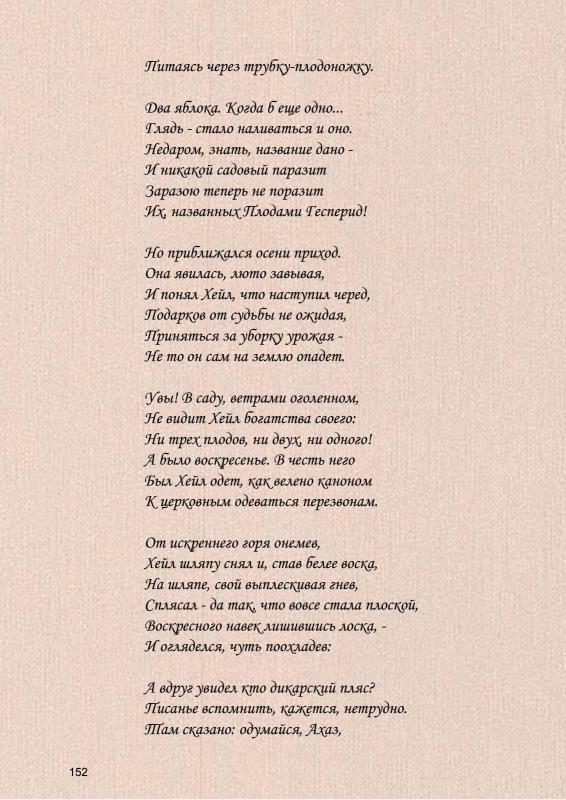 Питаясь через трубку-плодоножку.
Два яблока. Когда б еще одно...
Глядь - стало наливаться и оно.
Недаром, знать, название дано -
И никакой садовый паразит
Заразою теперь не поразит
Их, названных Плодами Гесперид!
Но приближался осени приход.
Она явилась, люто завывая,
И понял Хейл, что наступил черед,
Подарков от судьбы не ожидая,
Приняться за уборку урожая -
Не то он сам на землю опадет.
Увы! В саду, ветрами оголенном,
Не видит Хейл богатства своего:
Ни трех плодов, ни двух, ни одного!
А было воскресенье. В честь него
Был Хейл одет, как велено каноном
К церковным одеваться перезвонам.
От искреннего горя онемев,
Хейл шляпу снял и, став белее воска,
На шляпе, свой выплескивая гнев,
Сплясал - да так, что вовсе стала плоской,
Воскресного навек лишившись лоска, -
И огляделся, чуть поохладев:
А вдруг увидел кто дикарский пляс?
Писанье вспомнить, кажется, нетрудно.
Там сказано: одумайся, Ахаз,
152